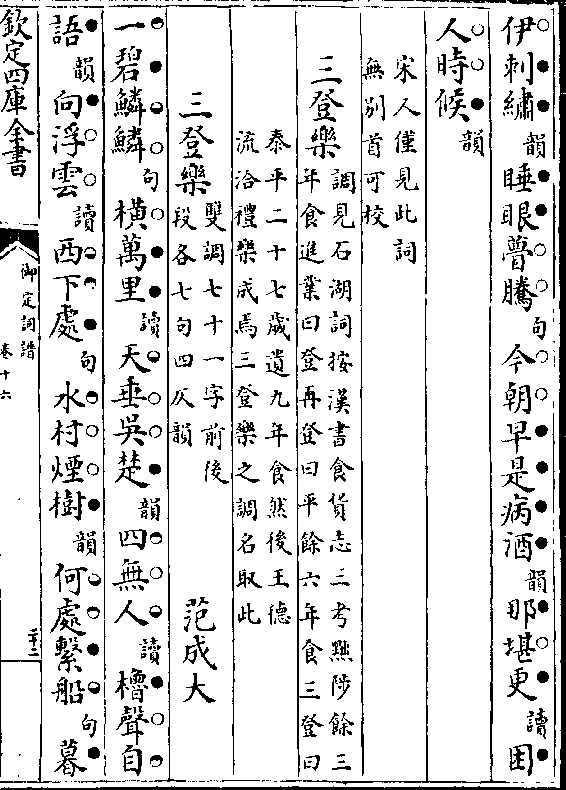 伊刺繡韻睡眼瞢騰句今朝早是病酒韻那堪更讀困
人時候韻
宋人僅見此詞
無別首可校
三登樂調見石湖詞按漢書食貨志三考黜陟餘三
年食進業曰登再登曰平餘六年食三登曰
泰平二十七歲遺九年食然後王德
流洽禮樂成焉三登樂之調名取此
三登樂雙調七十一字前後
段各七句四仄韻 范成大
一碧鱗鱗句橫萬里讀天垂吳楚韻四無人讀櫓聲自
語韻向浮雲讀西下處句水村煙樹韻何處繫船句暮
欽定四庫全書
御定詞譜
卷十六
二十三